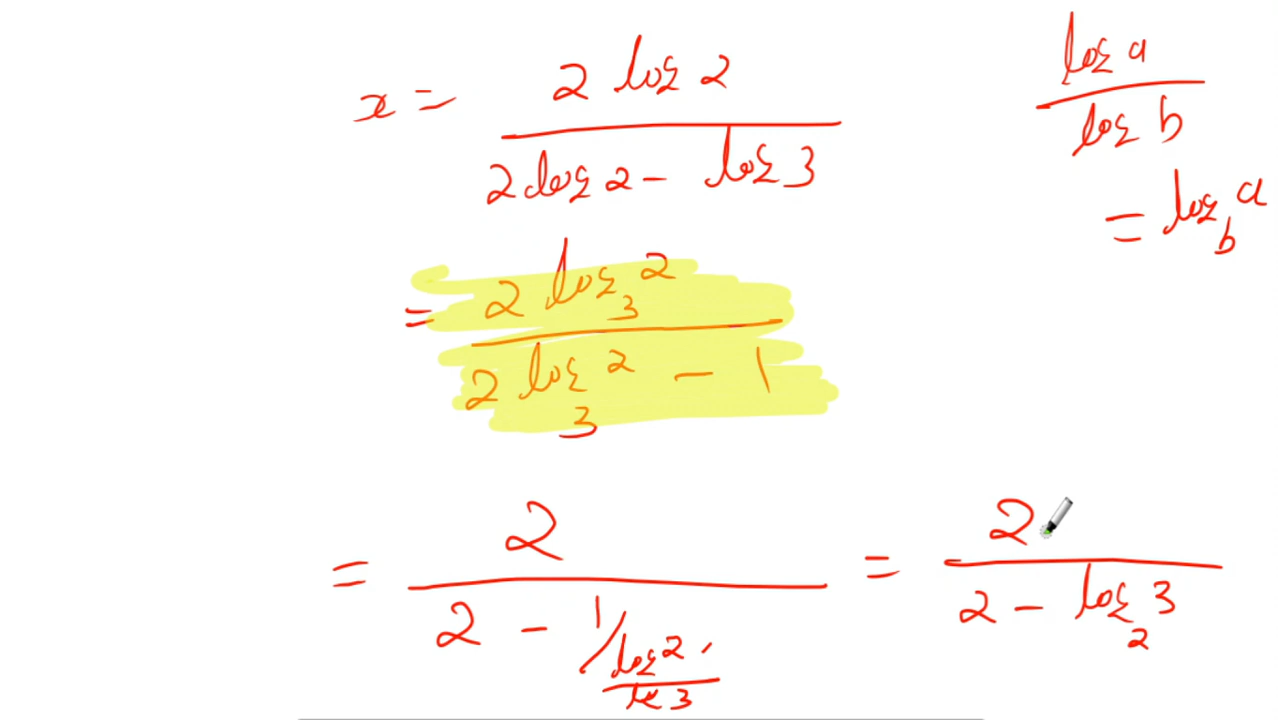 x = 2 log 2 / (2 log 2 - log 3)
log a / log b
= log_b a
= 2 log_3 2 / (2 log_3 2 - 1)
= 2 / (2 - 1/(log 2 / log 3)) = 2 / (2 - log_2 3)